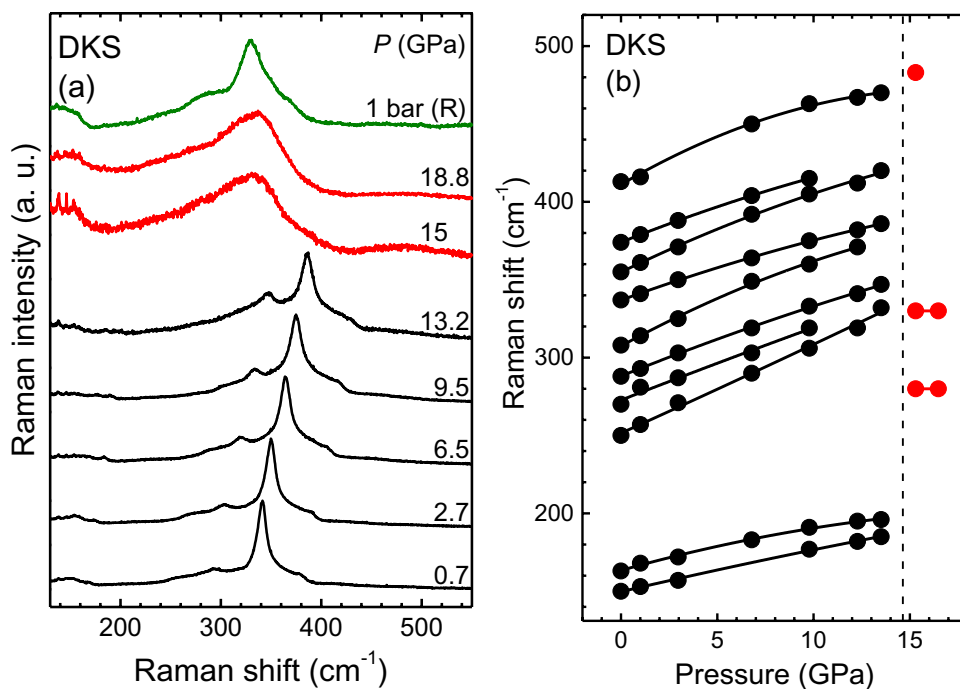 DKS
(a)
P (GPa)
1 bar (R)
18.8
15
13.2
9.5
6.5
2.7
0.7
Raman intensity (a. u.)
200 300 400 500
Raman shift (cm⁻¹)
DKS
(b)
500
400
300
200
Raman shift (cm⁻¹)
0 5 10 15
Pressure (GPa)